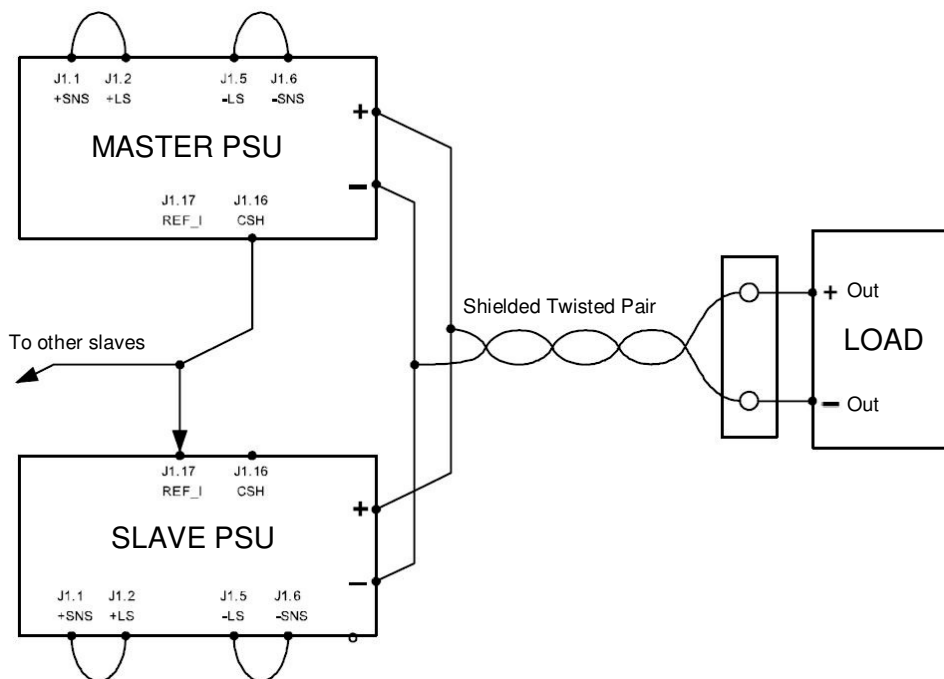 J1.1 J1.2 J1.5 J1.6
+SNS +LS -LS -SNS
+
MASTER PSU
−
J1.17 J1.16
REF_I CSH
Shielded Twisted Pair
+ Out
To other slaves
LOAD
− Out
J1.17 J1.16
REF_I CSH
+
SLAVE PSU
−
J1.1 J1.2 J1.5 J1.6
+SNS +LS -LS -SNS